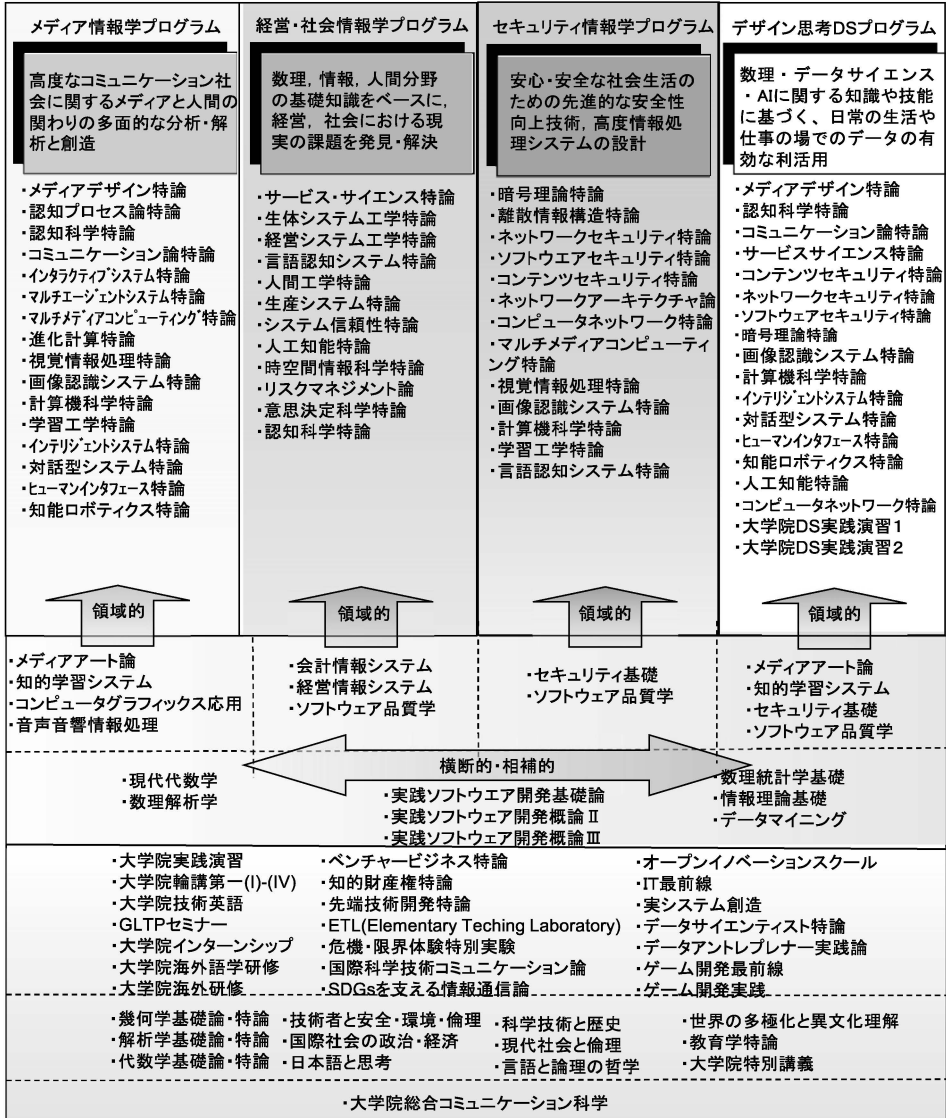 メディア情報学プログラム
高度なコミュニケーション社
会に関するメディアと人間の
関わりの多面的な分析・解
析と創造
・メディアデザイン特論
・認知プロセス論特論
・認知科学特論
・コミュニケーション論特論
・インタラクティブシステム特論
・マルチエージェントシステム特論
・マルチメディアコンピューティング特論
・進化計算特論
・視覚情報処理特論
・画像認識システム特論
・計算機科学特論
・学習工学特論
・インテリジェントシステム特論
・対話型システム特論
・ヒューマンインタフェース特論
・知能ロボティクス特論
領域的
経営・社会情報学プログラム
数理，情報，人間分野
の基礎知識をベースに，
経営，社会における現
実の課題を発見・解決
・サービス・サイエンス特論
・生体システム工学特論
・経営システム工学特論
・言語認知システム特論
・人間工学特論
・生産システム特論
・システム信頼性特論
・人工知能特論
・時空間情報科学特論
・リスクマネジメント論
・意思決定科学特論
・認知科学特論
領域的
セキュリティ情報学プログラム
安心・安全な社会生活の
ための先進的な安全性
向上技術，高度情報処
理システムの設計
・暗号理論特論
・離散情報構造特論
・ネットワークセキュリティ特論
・ソフトウエアセキュリティ特論
・コンテンツセキュリティ特論
・ネットワークアーキテクチャ論
・コンピュータネットワーク特論
・マルチメディアコンピューティ
ング特論
・視覚情報処理特論
・画像認識システム特論
・計算機科学特論
・学習工学特論
・言語認知システム特論
領域的
デザイン思考DSプログラム
数理・データサイエンス
・AIに関する知識や技能
に基づく、日常の生活や
仕事の場でのデータの有
効な利活用
・メディアデザイン特論
・認知科学特論
・コミュニケーション論特論
・サービスサイエンス特論
・コンテンツセキュリティ特論
・ネットワークセキュリティ特論
・ソフトウェアセキュリティ特論
・暗号理論特論
・画像認識システム特論
・計算機科学特論
・インテリジェントシステム特論
・対話型システム特論
・ヒューマンインタフェース特論
・知能ロボティクス特論
・人工知能特論
・コンピュータネットワーク特論
・大学院DS実践演習1
・大学院DS実践演習2
領域的
・メディアアート論
・知的学習システム
・コンピュータグラフィックス応用
・音声音響情報処理
・会計情報システム
・経営情報システム
・ソフトウェア品質学
・セキュリティ基礎
・ソフトウェア品質学
・メディアアート論
・知的学習システム
・セキュリティ基礎
・ソフトウェア品質学
横断的・相補的
・現代代数学
・数理解析学
・実践ソフトウエア開発基礎論
・実践ソフトウェア開発概論Ⅱ
・実践ソフトウェア開発概論Ⅲ
・数理統計学基礎
・情報理論基礎
・データマイニング
・大学院実践演習
・大学院輪講第一(I)-(IV)
・大学院技術英語
・GLTPセミナー
・大学院インターンシップ
・大学院海外語学研修
・大学院海外研修
・ベンチャービジネス特論
・知的財産権特論
・先端技術開発特論
・ETL(Elementary Teching Laboratory)
・危機・限界体験特別実験
・国際科学技術コミュニケーション論
・SDGsを支える情報通信論
・オープンイノベーションスクール
・IT最前線
・実システム創造
・データサイエンティスト特論
・データアントレプレナー実践論
・ゲーム開発最前線
・ゲーム開発実践
・幾何学基礎論・特論
・解析学基礎論・特論
・代数学基礎論・特論
・技術者と安全・環境・倫理
・国際社会の政治・経済
・日本語と思考
・科学技術と歴史
・現代社会と倫理
・言語と論理の哲学
・世界の多極化と異文化理解
・教育学特論
・大学院特別講義
・大学院総合コミュニケーション科学